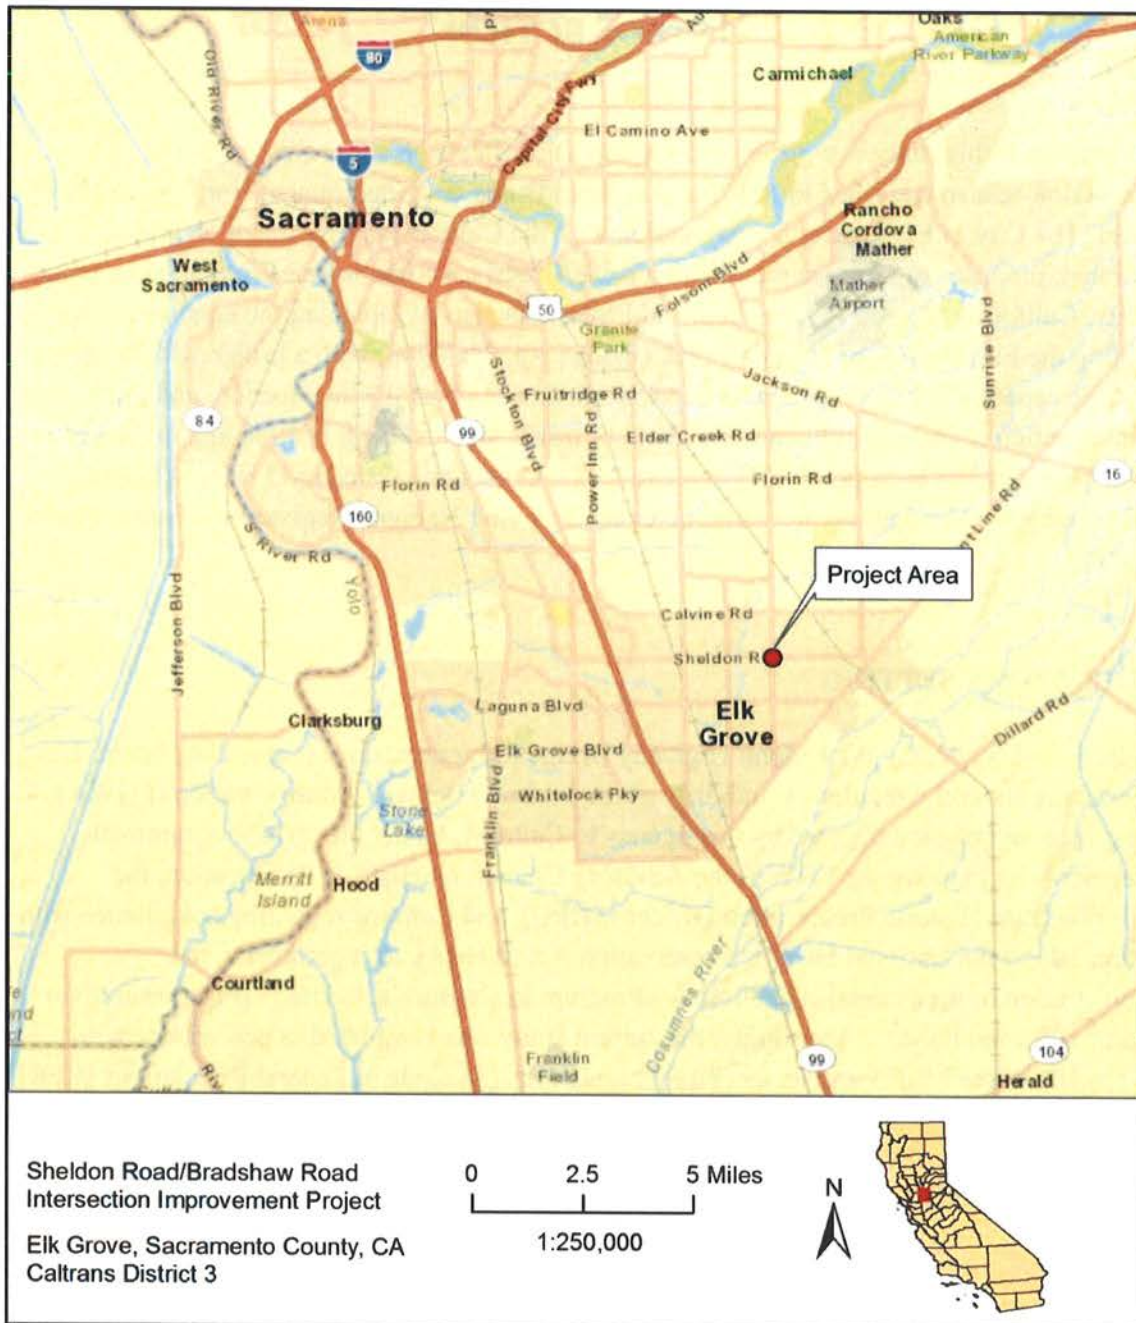 Arena
Oaks
American
River Parkway
80
Carmichael
Old River Rd
Capital City Fwy
El Camino Ave
5
Sacramento
Rancho
Cordova
Mather
West
Sacramento
Mather
Airport
50
Folsom Blvd
Granite
Park
Sunrise Blvd
Stockton Blvd
Fruitridge Rd
Jackson Rd
84
99
Power Inn Rd
Elder Creek Rd
Florin Rd
Florin Rd
16
160
S River Rd
nt Line Rd
Yolo
Project Area
Jefferson Blvd
Calvine Rd
Sheldon R
Laguna Blvd
Elk
Grove
Clarksburg
Dillard Rd
Elk Grove Blvd
Franklin Blvd
Whitelock Pky
Stone
Lake
Merritt
Island
Hood
Cosumnes River
Courtland
Franklin
Field
99
104
Herald
Sheldon Road/Bradshaw Road
Intersection Improvement Project
Elk Grove, Sacramento County, CA
Caltrans District 3
0 2.5 5 Miles
1:250,000
N